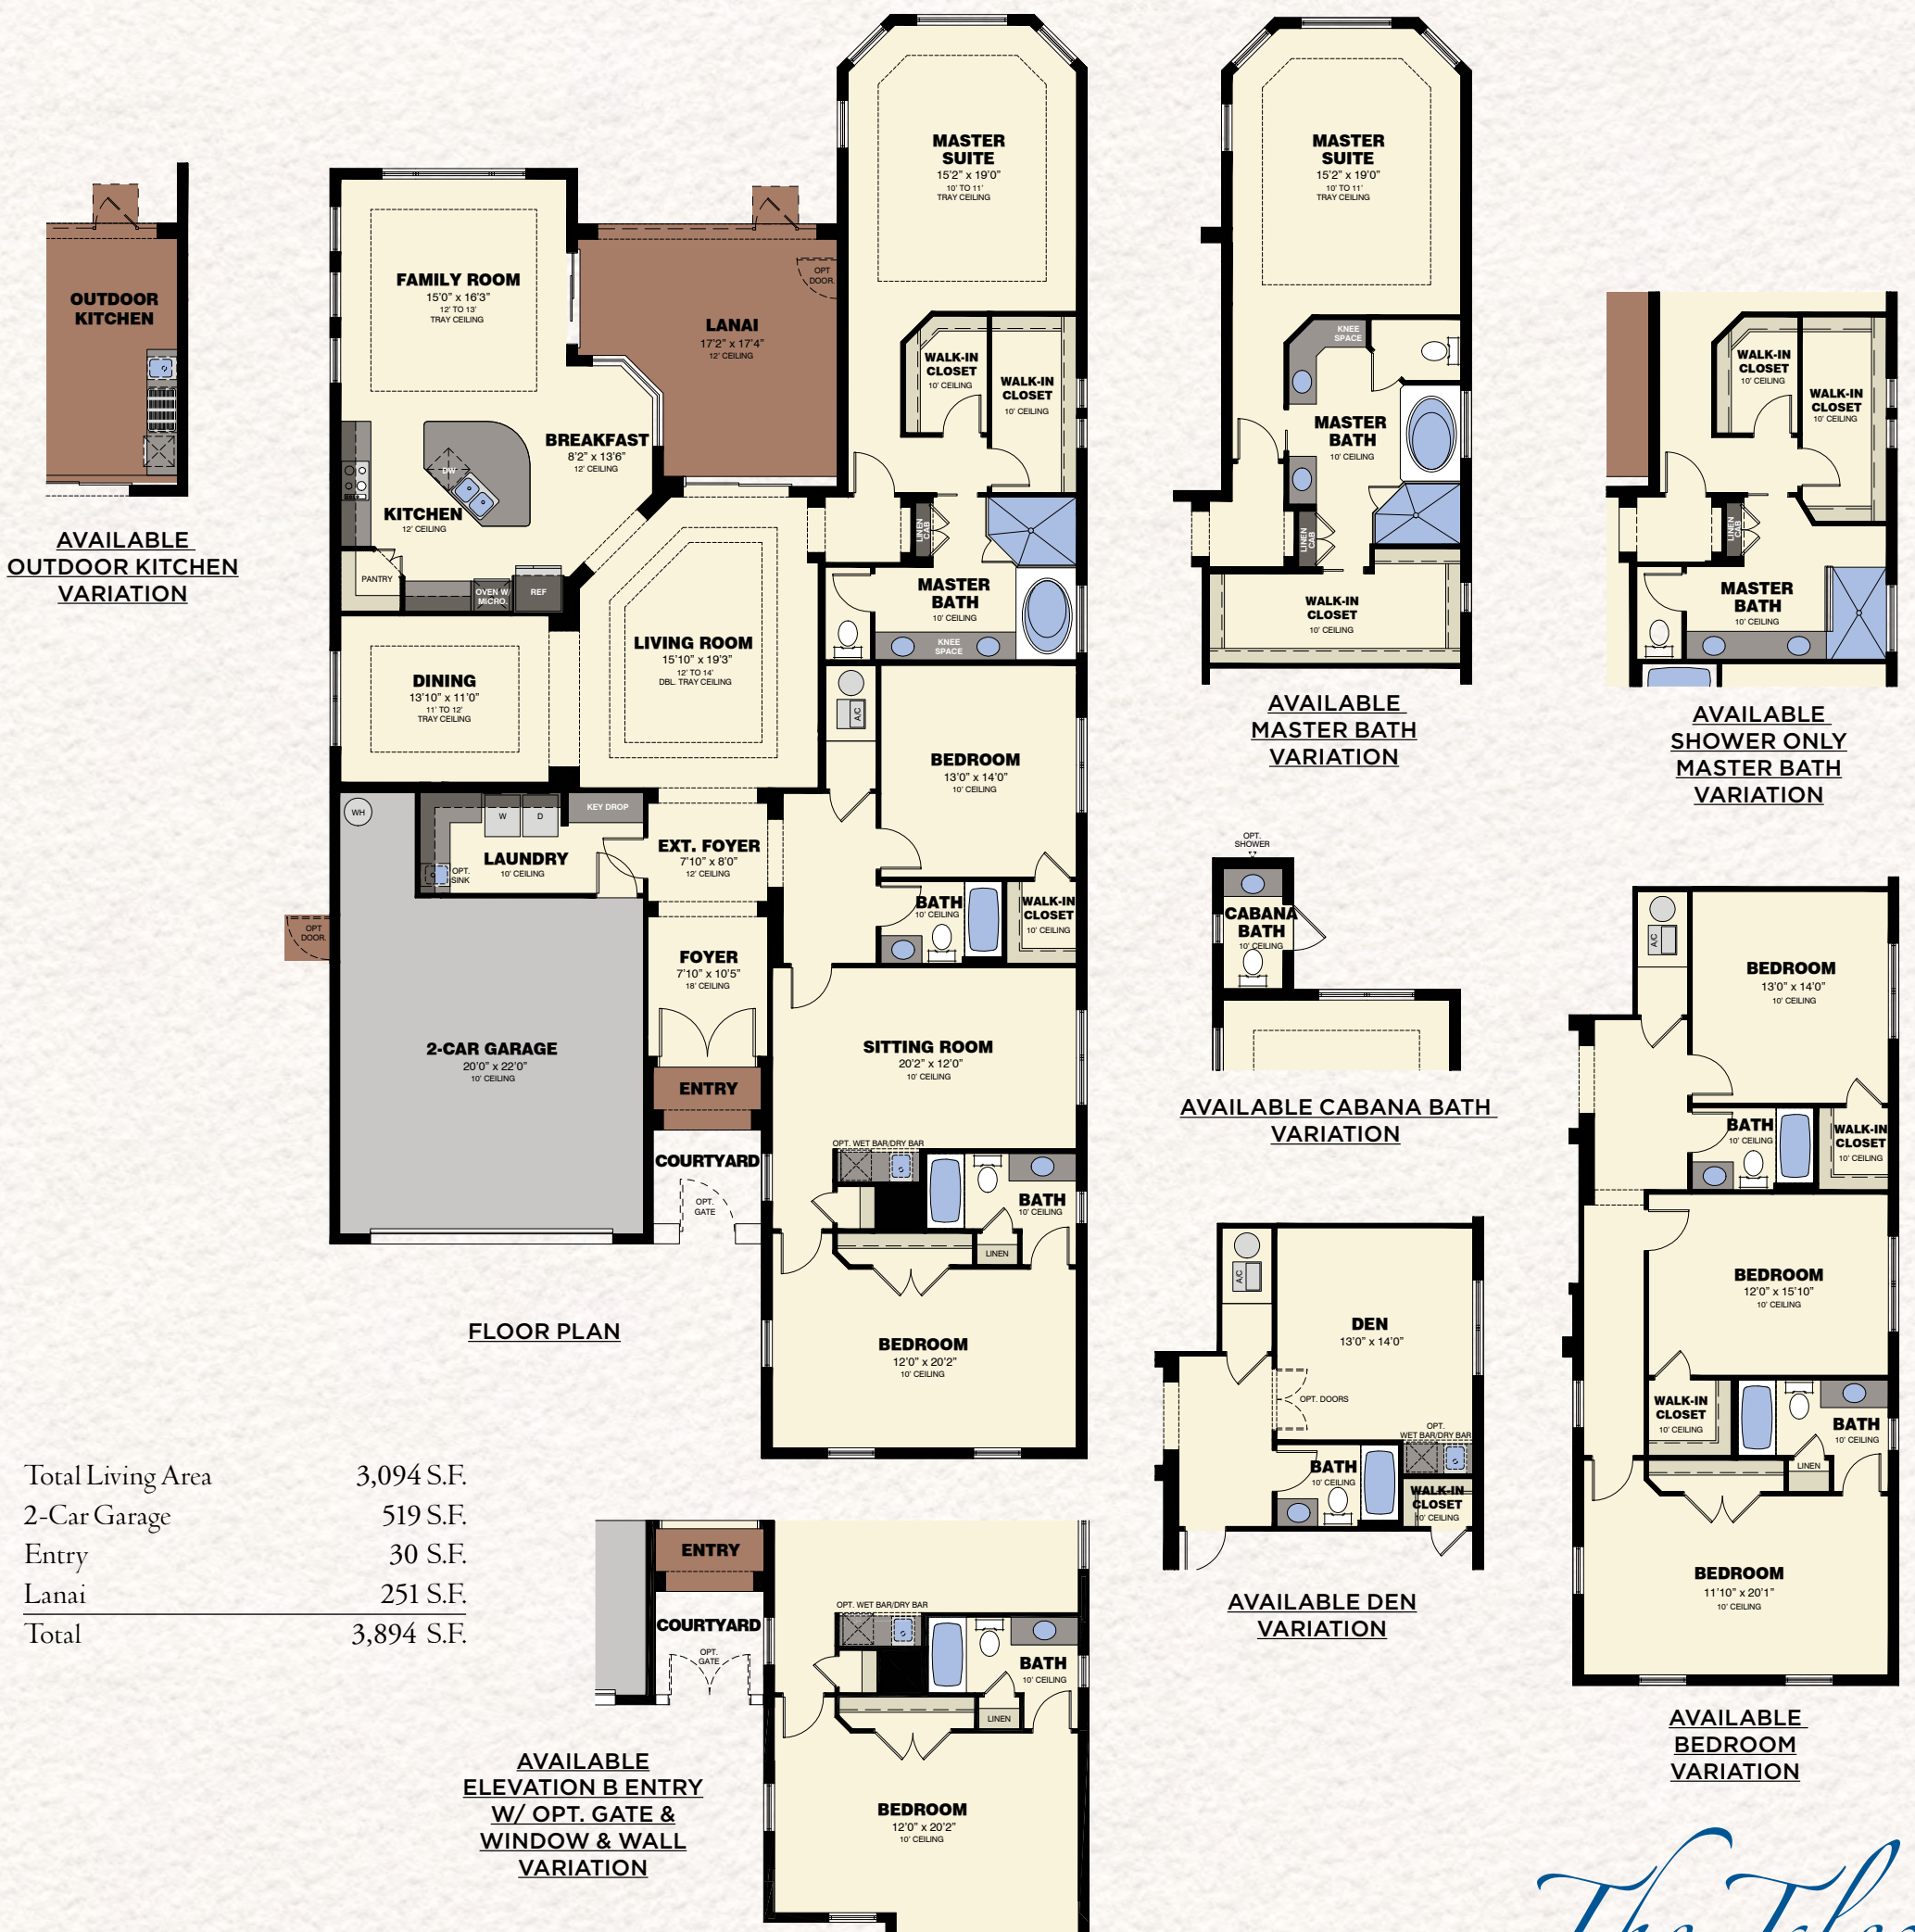 MASTER
SUITE
15'2" x 19'0"
10' TO 11'
TRAY CEILING
FAMILY ROOM
15'0" x 16'3"
12' TO 13'
TRAY CEILING
OPT
DOOR.
LANAI
17'2" x 17'4"
12' CEILING
WALK-IN
CLOSET
10' CEILING
WALK-IN
CLOSET
10' CEILING
BREAKFAST
8'2" x 13'6"
12' CEILING
DW
KITCHEN
12' CEILING
PANTRY
OVEN W/
MICRO.
REF
LINEN
CAB
MASTER
BATH
10' CEILING
KNEE
SPACE
LIVING ROOM
15'10" x 19'3"
12' TO 14'
DBL. TRAY CEILING
DINING
13'10" x 11'0"
11' TO 12'
TRAY CEILING
A/C
BEDROOM
13'0" x 14'0"
10' CEILING
WH
W
D
KEY DROP
LAUNDRY
10' CEILING
OPT.
SINK
EXT. FOYER
7'10" x 8'0"
12' CEILING
BATH
10' CEILING
WALK-IN
CLOSET
10' CEILING
OPT
DOOR.
FOYER
7'10" x 10'5"
18' CEILING
2-CAR GARAGE
20'0" x 22'0"
10' CEILING
SITTING ROOM
20'2" x 12'0"
10' CEILING
ENTRY
OPT. WET BAR/DRY BAR
COURTYARD
OPT.
GATE
BATH
10' CEILING
LINEN
BEDROOM
12'0" x 20'2"
10' CEILING
FLOOR PLAN
OUTDOOR
KITCHEN
AVAILABLE
OUTDOOR KITCHEN
VARIATION
MASTER
SUITE
15'2" x 19'0"
10' TO 11'
TRAY CEILING
KNEE
SPACE
MASTER
BATH
10' CEILING
LINEN
CAB
WALK-IN
CLOSET
10' CEILING
AVAILABLE
MASTER BATH
VARIATION
WALK-IN
CLOSET
10' CEILING
WALK-IN
CLOSET
10' CEILING
LINEN
CAB
MASTER
BATH
10' CEILING
AVAILABLE
SHOWER ONLY
MASTER BATH
VARIATION
OPT.
SHOWER
CABANA
BATH
10' CEILING
AVAILABLE CABANA BATH
VARIATION
A/C
DEN
13'0" x 14'0"
OPT. DOORS
OPT.
WET BAR/DRY BAR
BATH
10' CEILING
WALK-IN
CLOSET
10' CEILING
AVAILABLE DEN
VARIATION
A/C
BEDROOM
13'0" x 14'0"
10' CEILING
BATH
10' CEILING
WALK-IN
CLOSET
10' CEILING
BEDROOM
12'0" x 15'10"
10' CEILING
WALK-IN
CLOSET
10' CEILING
BATH
10' CEILING
LINEN
BEDROOM
11'10" x 20'1"
10' CEILING
AVAILABLE
BEDROOM
VARIATION
Total Living Area 3,094 S.F.
2-Car Garage 519 S.F.
Entry 30 S.F.
Lanai 251 S.F.
Total 3,894 S.F.
ENTRY
OPT. WET BAR/DRY BAR
COURTYARD
OPT.
GATE
BATH
10' CEILING
LINEN
BEDROOM
12'0" x 20'2"
10' CEILING
AVAILABLE
ELEVATION B ENTRY
W/ OPT. GATE &
WINDOW & WALL
VARIATION
The Isles